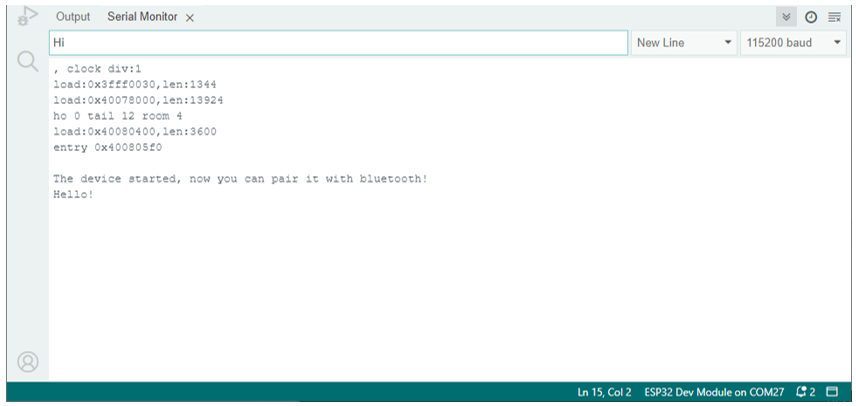 Output Serial Monitor
Hi New Line 115200 baud
, clock div:1
load:0x3fff0030,len:1344
load:0x40078000,len:13924
ho 0 tail 12 room 4
load:0x40080400,len:3600
entry 0x400805f0
The device started, now you can pair it with bluetooth!
Hello!
Ln 15, Col 2 ESP32 Dev Module on COM27 2